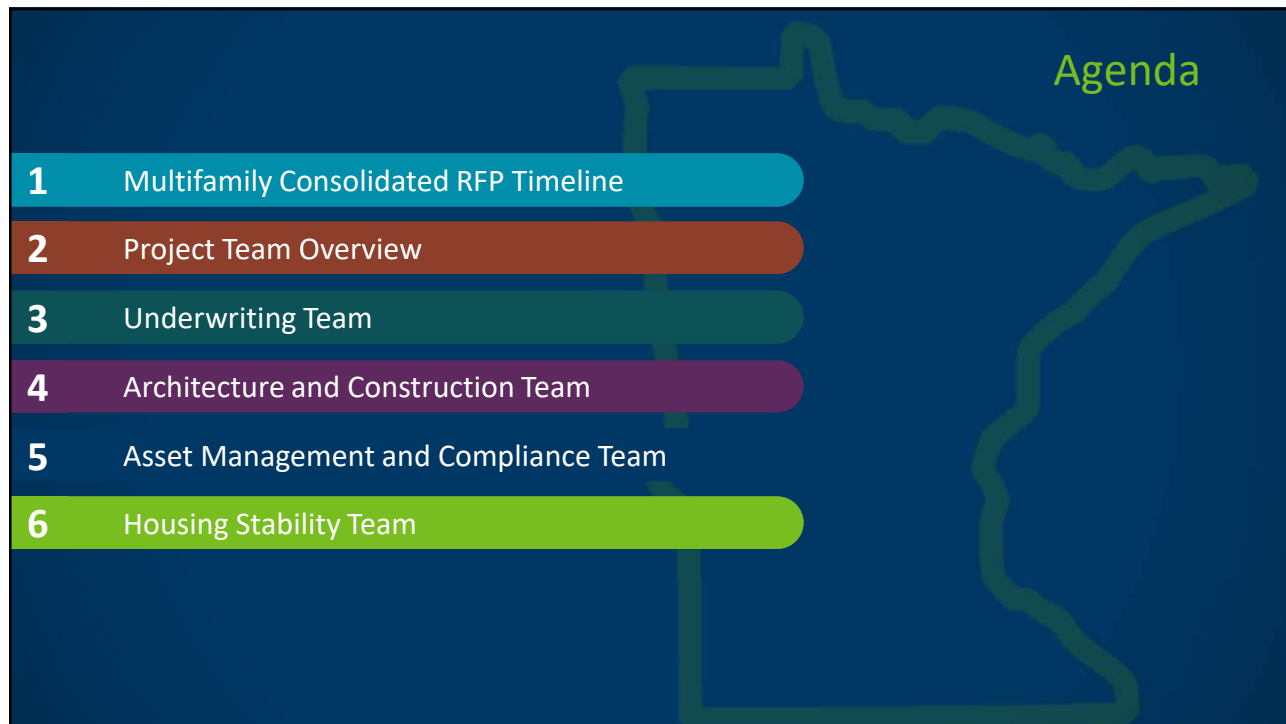 Agenda
1 Multifamily Consolidated RFP Timeline
2 Project Team Overview
3 Underwriting Team
4 Architecture and Construction Team
5 Asset Management and Compliance Team
6 Housing Stability Team